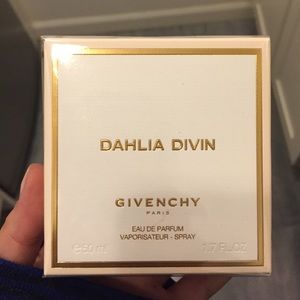 DAHLIA DIVIN
GIVENCHY
PARIS
EAU DE PARFUM
VAPORISATEUR - SPRAY
℮50 ml 1.7 FL.OZ